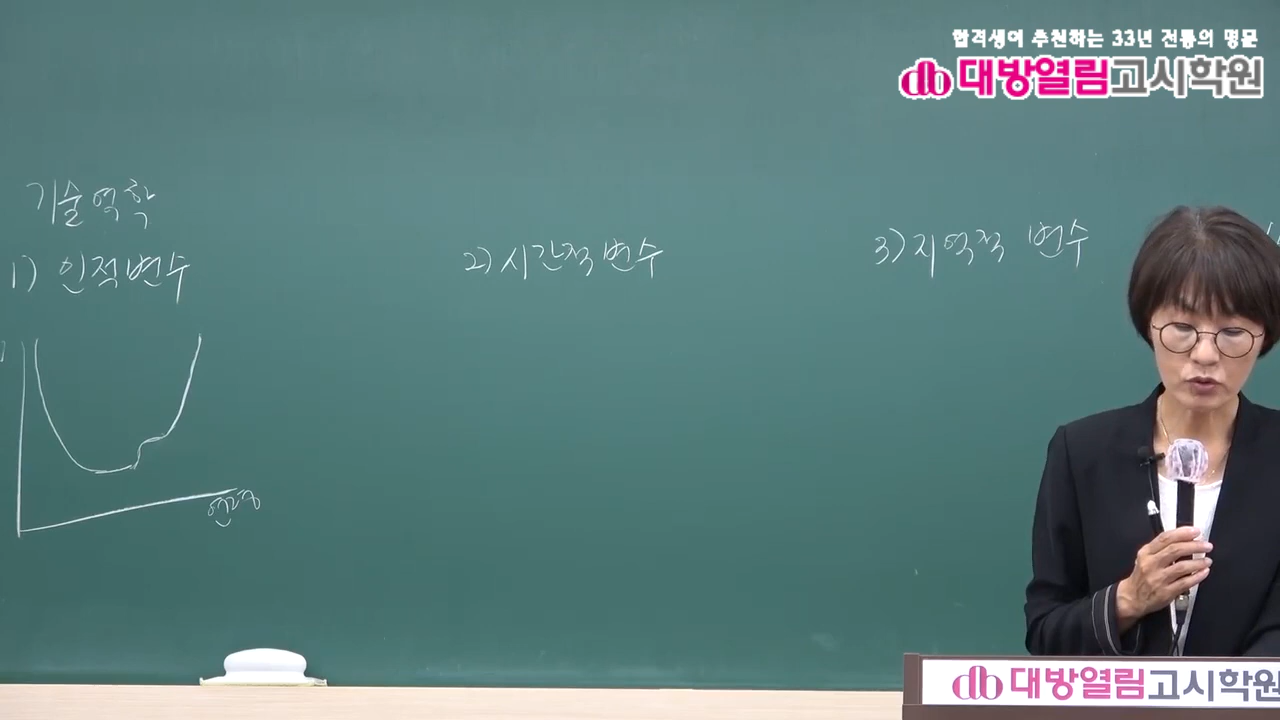 합격생이 추천하는 33년 전통의 명문
대방열림고시학원
기술역학
1) 인적변수
2) 시간적변수
3) 지역적 변수
연령
대방열림고시학원